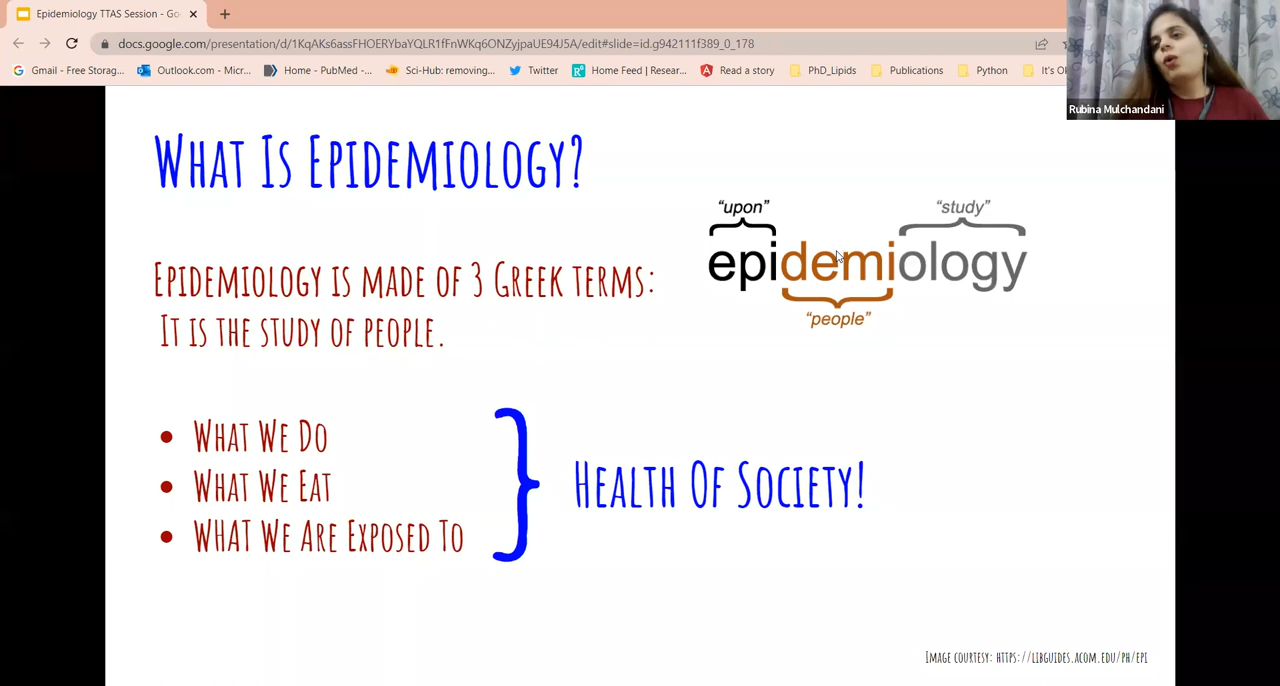 Epidemiology TTAS Session - Go
docs.google.com/presentation/d/1KqAKs6assFHOERYbaYQLR1fFnWKq6ONZyjpaUE94J5A/edit#slide=id.g942111f389_0_178
Gmail - Free Storag... Outlook.com - Micr... Home - PubMed -... Sci-Hub: removing... Twitter Home Feed | Resear... Read a story PhD_Lipids Publications Python It's Ok
Rubina Mulchandani
What Is Epidemiology?
“upon” “study”
epidemiology
“people”
Epidemiology is made of 3 Greek terms:
It is the study of people.
• What We Do
• What We Eat
• WHAT We Are Exposed To
} Health Of Society!
Image courtesy: https://libguides.acom.edu/ph/epi